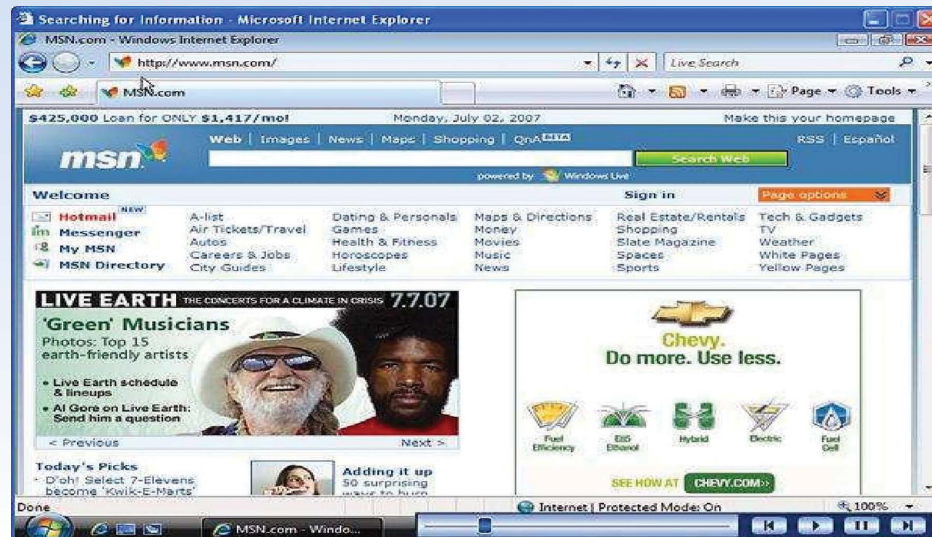 Searching for Information - Microsoft Internet Explorer
MSN.com - Windows Internet Explorer
http://www.msn.com/
Live Search
MSN.com
Page Tools
$425,000 Loan for ONLY $1,417/mo! Monday, July 02, 2007 Make this your homepage
Web | Images | News | Maps | Shopping | QnA BETA RSS | Español
msn
Search Web
powered by Windows Live
Welcome Sign in Page options
Hotmail NEW A-list Dating & Personals Maps & Directions Real Estate/Rentals Tech & Gadgets
Messenger Air Tickets/Travel Games Money Shopping TV
My MSN Autos Health & Fitness Movies Slate Magazine Weather
MSN Directory Careers & Jobs Horoscopes Music Spaces White Pages
City Guides Lifestyle News Sports Yellow Pages
LIVE EARTH THE CONCERTS FOR A CLIMATE IN CRISIS 7.7.07
'Green' Musicians
Photos: Top 15
earth-friendly artists
• Live Earth schedule
& lineups
• Al Gore on Live Earth:
Send him a question
< Previous Next >
Chevy.
Do more. Use less.
Fuel Efficiency
E85 Ethanol
Hybrid
Electric
Fuel Cell
SEE HOW AT CHEVY.COM»
Today's Picks
- D'oh! Select 7-Elevens
become 'Kwik-E-Marts'
Adding it up
50 surprising
ways to burn
Done Internet | Protected Mode: On 100%
MSN.com - Windo...